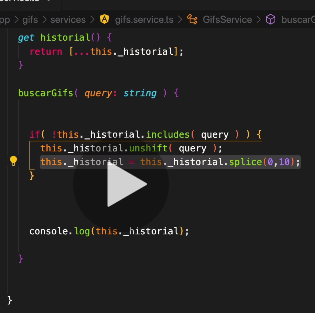 pp > gifs > services > gifs.service.ts > GifsService > buscarG
get historial() {
return [...this._historial];
}
buscarGifs( query: string ) {
if( !this._historial.includes( query ) ) {
this._historial.unshift( query );
this._historial = this._historial.splice(0,10);
}
console.log(this._historial);
}
}